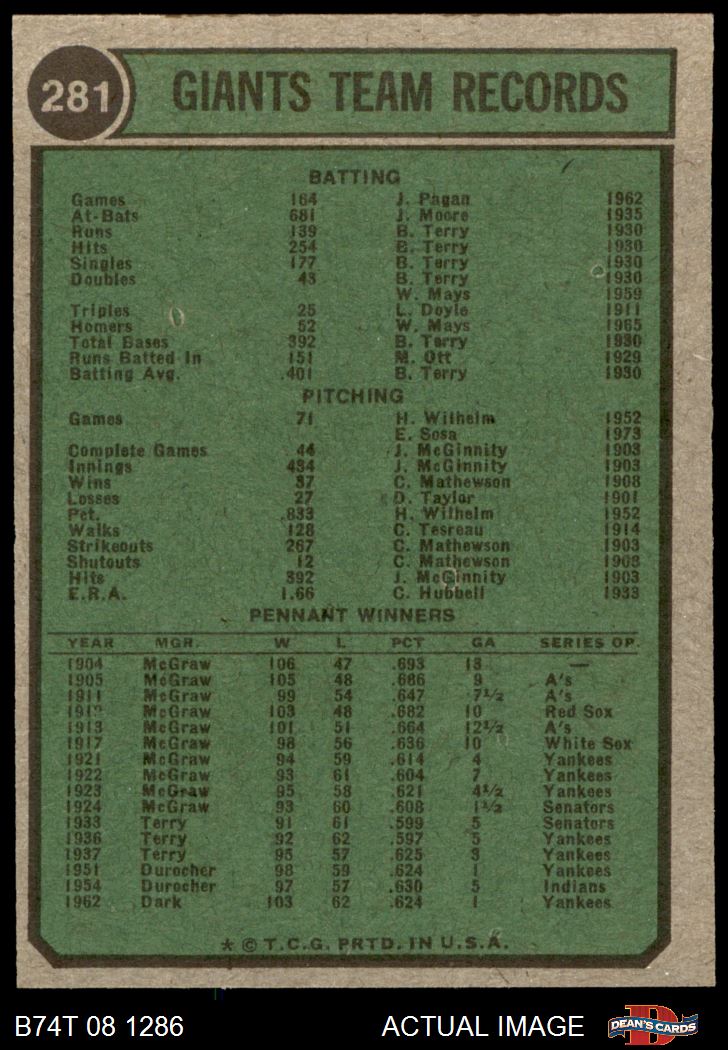 281 GIANTS TEAM RECORDS
BATTING
Games 164 J. Pagan 1962
At-Bats 681 J. Moore 1935
Runs 139 B. Terry 1930
Hits 254 B. Terry 1930
Singles 177 B. Terry 1930
Doubles 43 B. Terry 1930
W. Mays 1959
Triples 25 L. Doyle 1911
Homers 52 W. Mays 1965
Total Bases 392 B. Terry 1930
Runs Batted In 151 M. Ott 1929
Batting Avg. .401 B. Terry 1930
PITCHING
Games 71 H. Wilhelm 1952
E. Sosa 1973
Complete Games 44 J. McGinnity 1903
Innings 434 J. McGinnity 1903
Wins 37 C. Mathewson 1908
Losses 27 D. Taylor 1901
Pct. .833 H. Wilhelm 1952
Walks 128 C. Tesreau 1914
Strikeouts 267 C. Mathewson 1903
Shutouts 12 C. Mathewson 1908
Hits 392 J. McGinnity 1903
E.R.A. 1.66 C. Hubbell 1933
PENNANT WINNERS
YEAR MGR. W L PCT GA SERIES OP.
1904 McGraw 106 47 .693 13 —
1905 McGraw 105 48 .686 9 A's
1911 McGraw 99 54 .647 7½ A's
1912 McGraw 103 48 .682 10 Red Sox
1913 McGraw 101 51 .664 12½ A's
1917 McGraw 98 56 .636 10 White Sox
1921 McGraw 94 59 .614 4 Yankees
1922 McGraw 93 61 .604 7 Yankees
1923 McGraw 95 58 .621 4½ Yankees
1924 McGraw 93 60 .608 1½ Senators
1933 Terry 91 61 .599 5 Senators
1936 Terry 92 62 .597 5 Yankees
1937 Terry 95 57 .625 3 Yankees
1951 Durocher 98 59 .624 1 Yankees
1954 Durocher 97 57 .630 5 Indians
1962 Dark 103 62 .624 1 Yankees
* © T.C.G. PRTD. IN U.S.A.
B74T 08 1286 ACTUAL IMAGE D DEAN'S CARDS